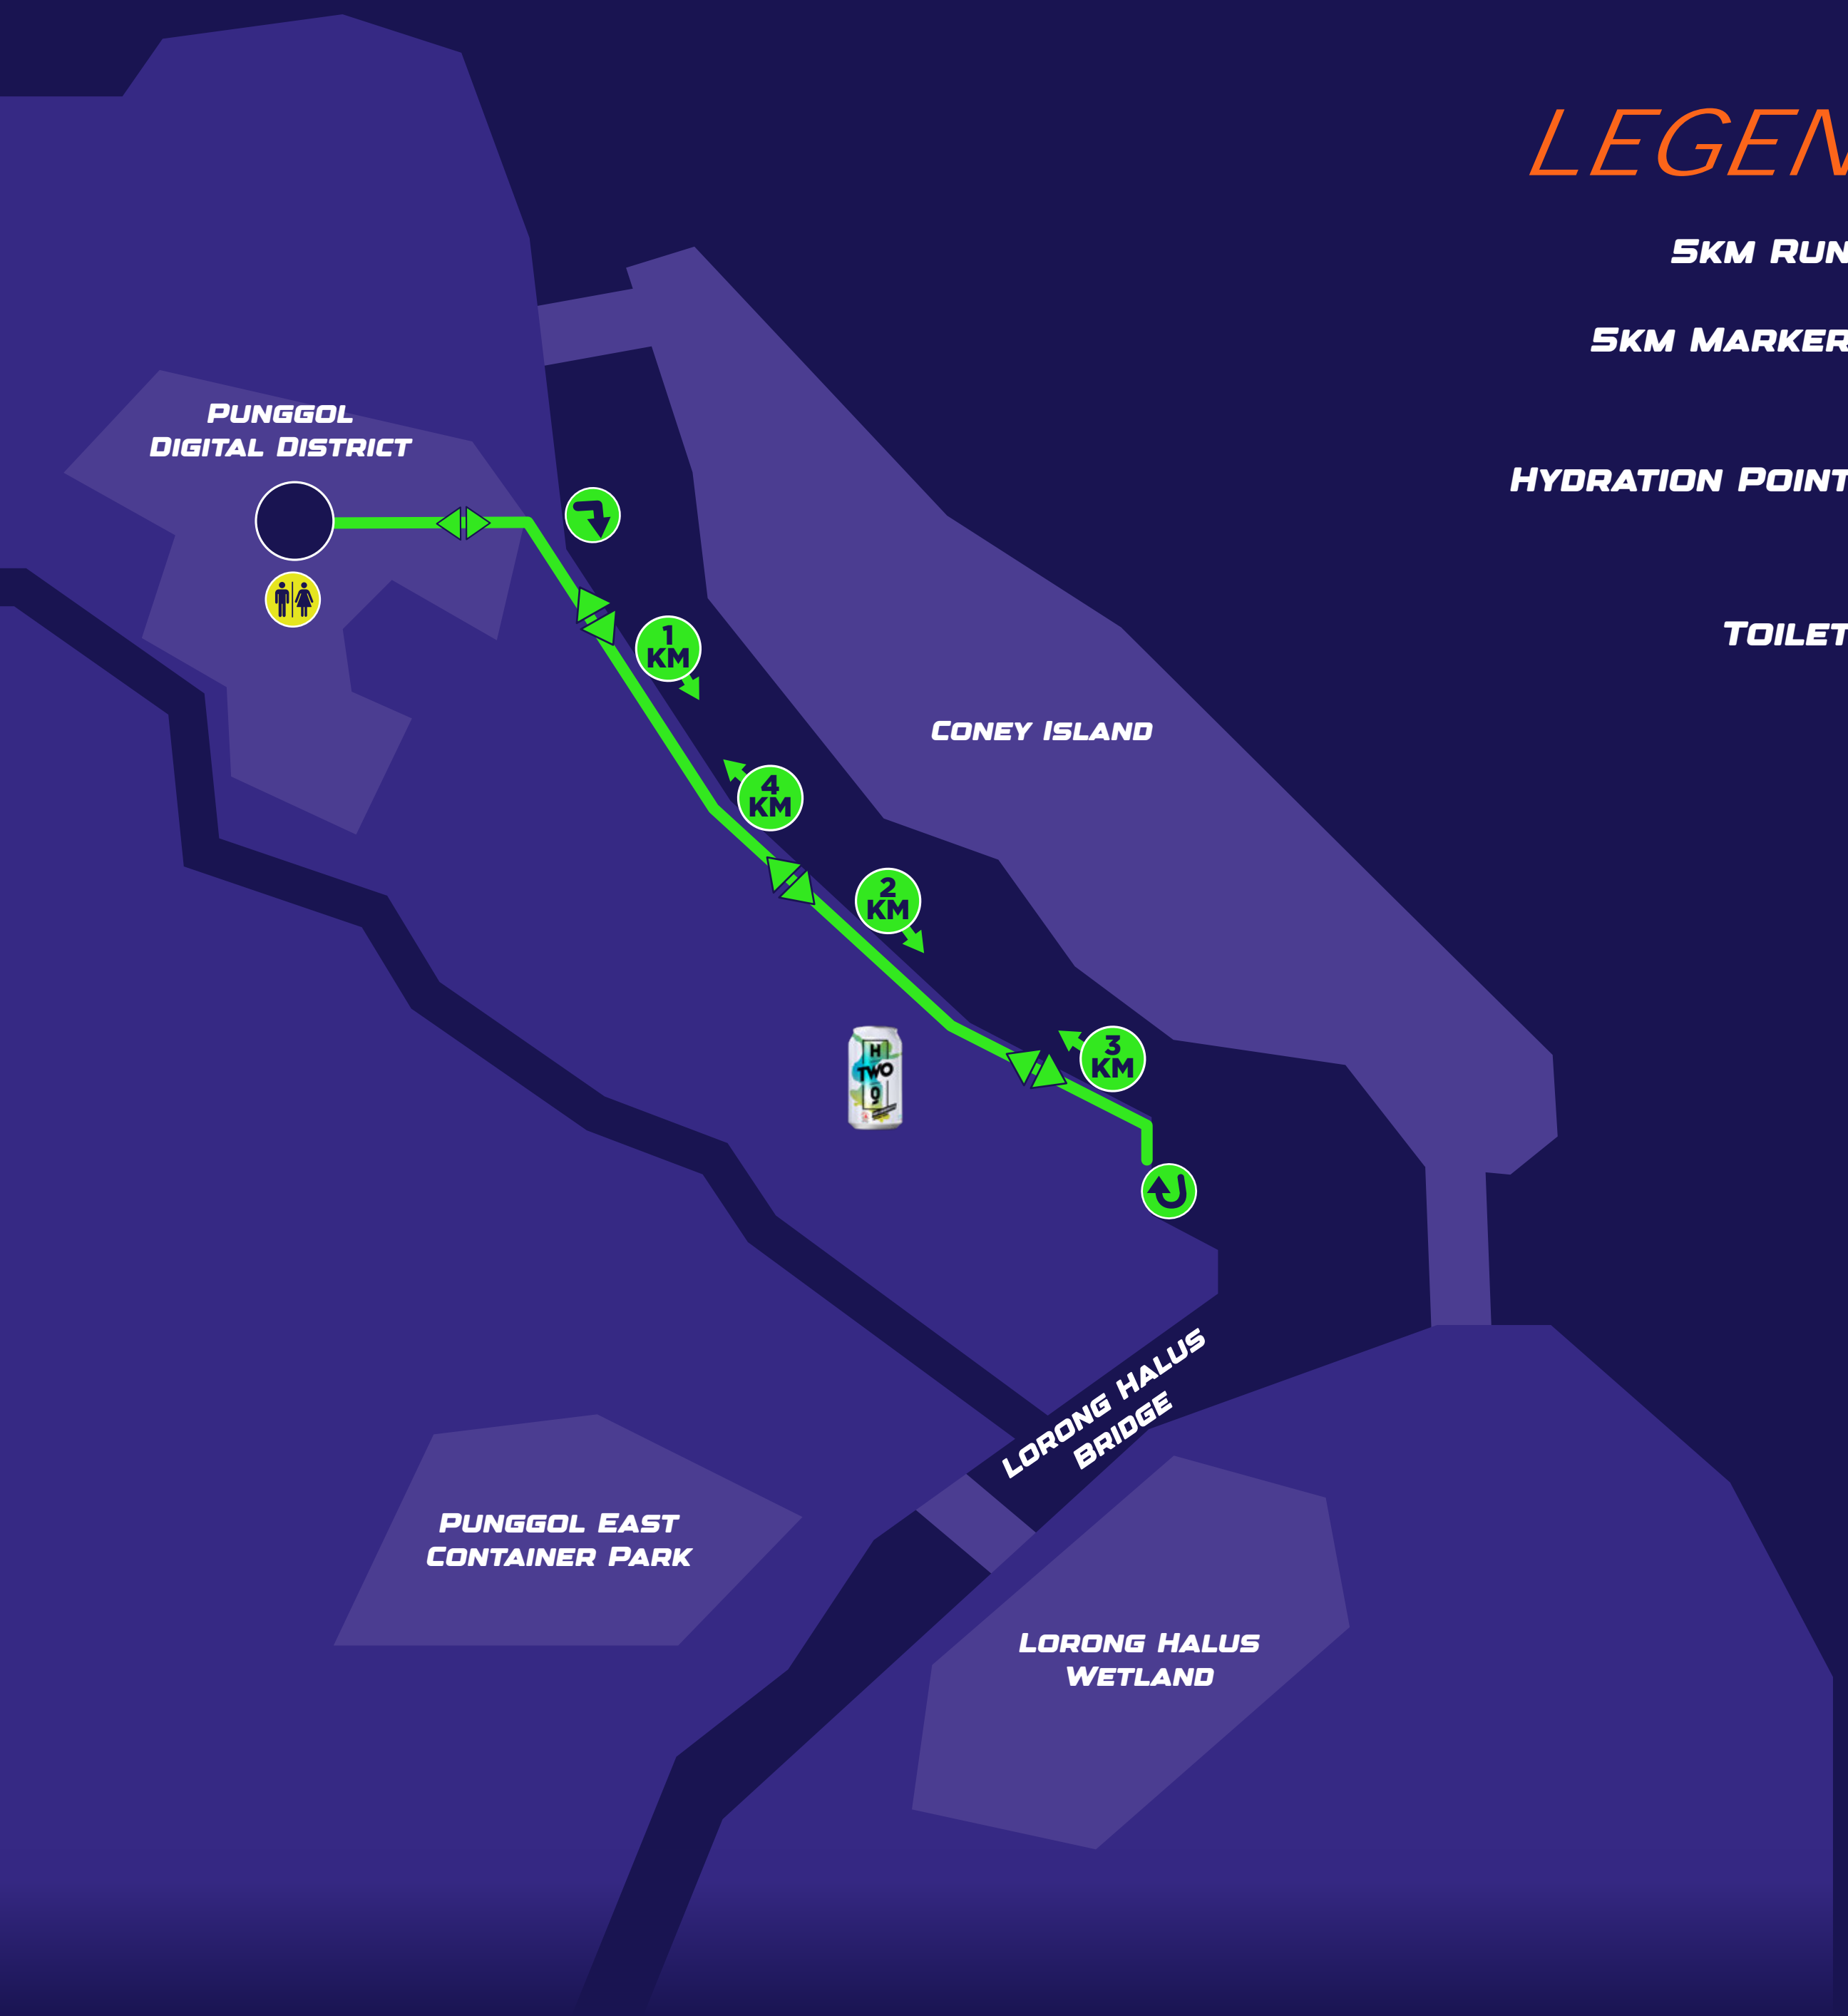 LEGEN
5KM RUN
5KM MARKER
HYDRATION POINT
TOILET
PUNGGOL
DIGITAL DISTRICT
1
KM
CONEY ISLAND
4
KM
2
KM
3
KM
H
TWO
O
LORONG HALUS
BRIDGE
PUNGGOL EAST
CONTAINER PARK
LORONG HALUS
WETLAND